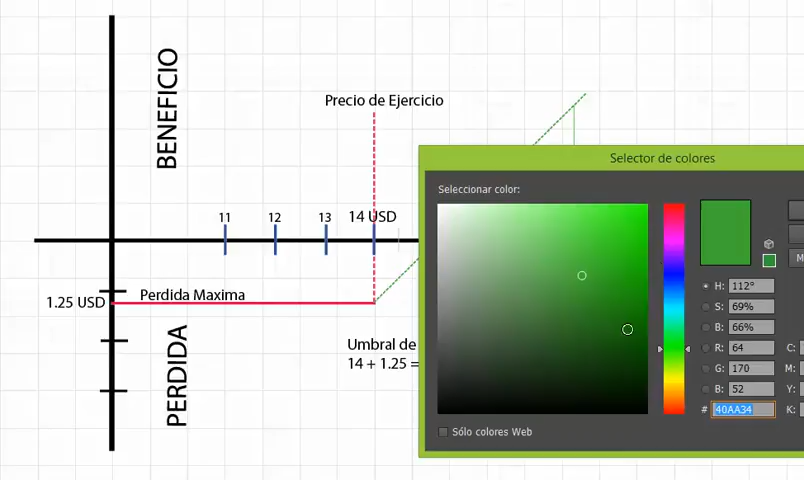 BENEFICIO
Precio de Ejercicio
11
12
13
14 USD
1.25 USD
Perdida Maxima
PERDIDA
Umbral de
14 + 1.25 =
Selector de colores
Seleccionar color:
H: 112°
S: 69%
B: 66%
R: 64
G: 170
B: 52
# 40AA34
C:
M:
Y:
K:
M
Sólo colores Web